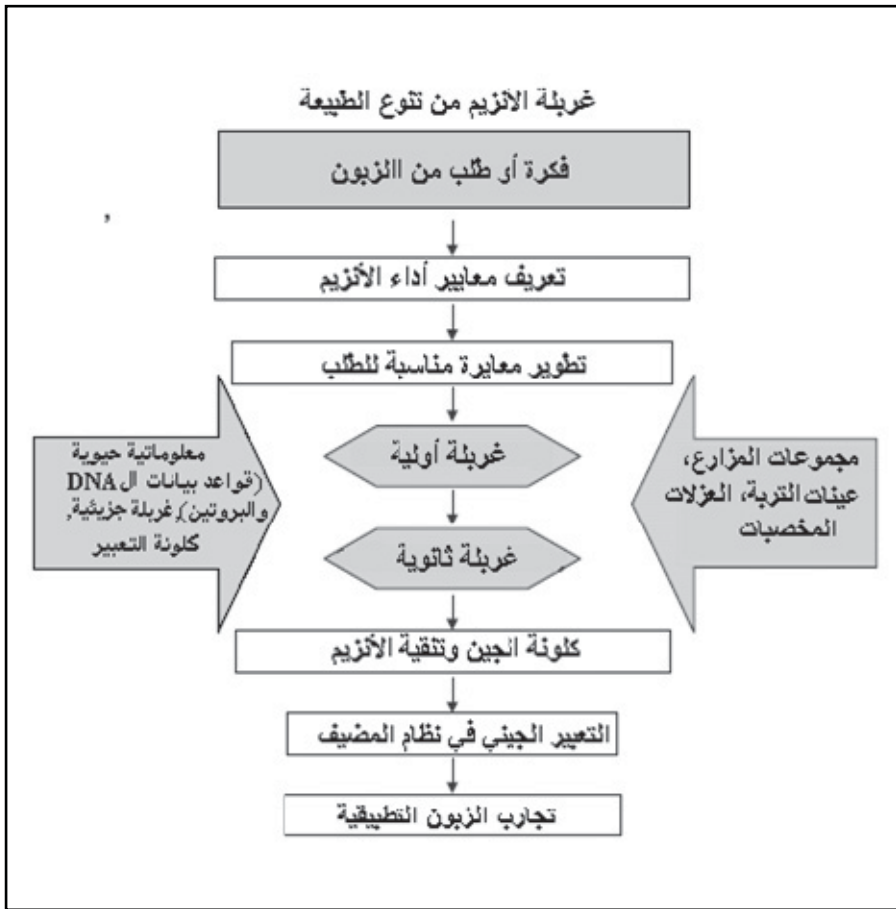 غربلة الأنزيم من تنوع الطبيعة
فكرة أو طلب من االزبون
تعريف معايير أداء الأنزيم
تطوير معايرة مناسبة للطلب
غربلة أولية
معلوماتية حيوية
(قواعد بيانات ال DNA
والبروتين), غربلة جزيئية,
كلونة التعبير
مجموعات المزارع،
عينات التربة، العزلات
المخصبات
غربلة ثانوية
كلونة الجين وتنقية الأنزيم
التعبير الجيني في نظام المضيف
تجارب الزبون التطبيقية